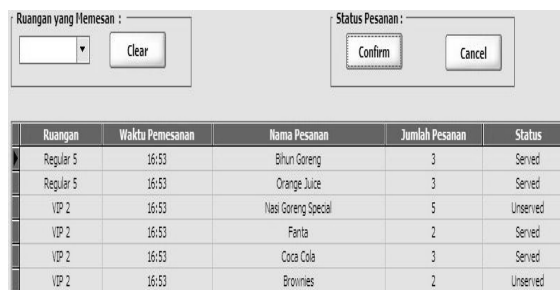 Ruangan yang Memesan : Status Pesanan :
Clear Confirm Cancel
Ruangan Waktu Pemesanan Nama Pesanan Jumlah Pesanan Status
Regular 5 16:53 Bihun Goreng 3 Served
Regular 5 16:53 Orange Juice 3 Served
VIP 2 16:53 Nasi Goreng Special 5 Unserved
VIP 2 16:53 Fanta 2 Served
VIP 2 16:53 Coca Cola 3 Served
VIP 2 16:53 Brownies 2 Unserved